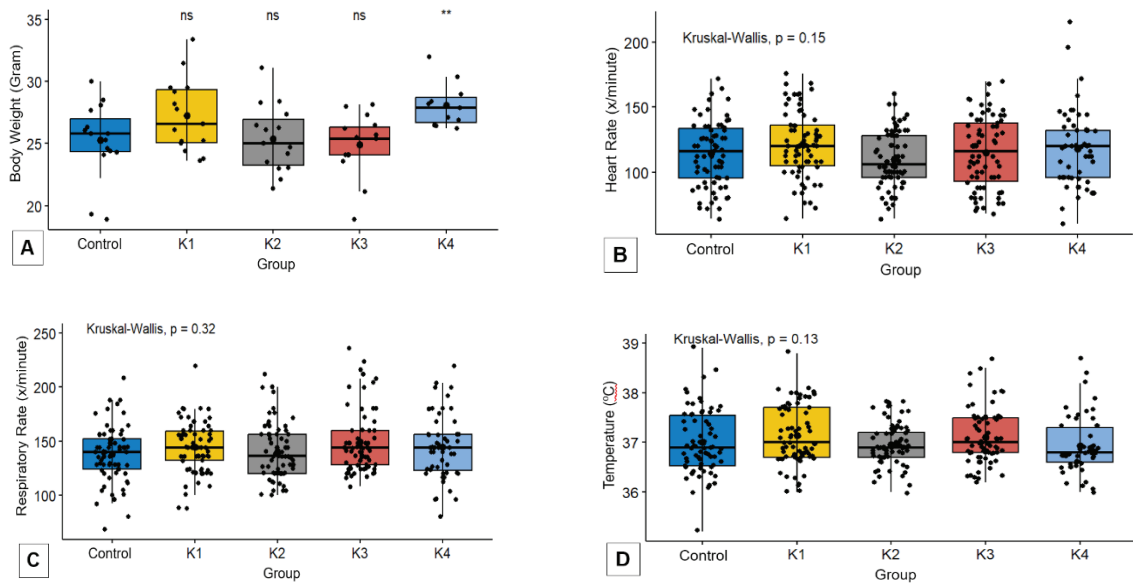 ns
ns
ns
**
35
30
25
20
Body Weight (Gram)
Control
K1
K2
K3
K4
Group
A
Kruskal-Wallis, p = 0.15
200
150
100
Heart Rate (x/minute)
Control
K1
K2
K3
K4
Group
B
Kruskal-Wallis, p = 0.32
250
200
150
100
Respiratory Rate (x/minute)
Control
K1
K2
K3
K4
Group
C
Kruskal-Wallis, p = 0.13
39
38
37
36
Temperature (°C)
Control
K1
K2
K3
K4
Group
D